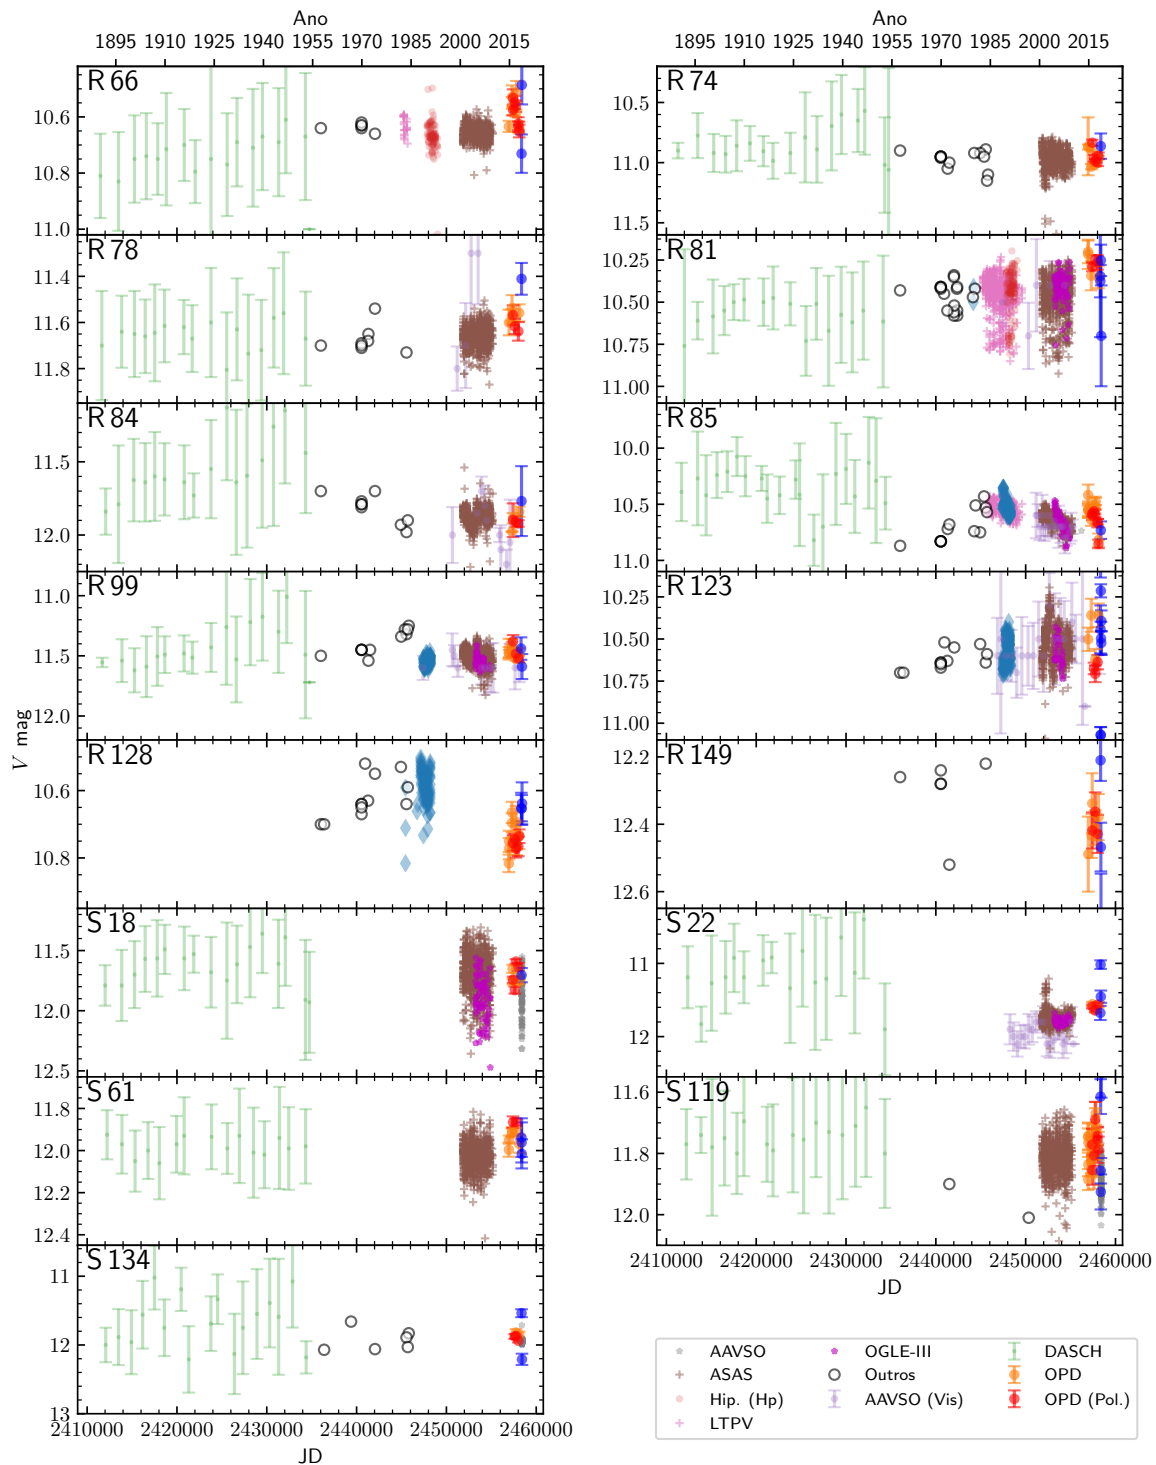 Ano
Ano
1895 1910 1925 1940 1955 1970 1985 2000 2015
1895 1910 1925 1940 1955 1970 1985 2000 2015
R 66
10.6
10.8
11.0
R 74
10.5
11.0
11.5
R 78
11.4
11.6
11.8
R 81
10.25
10.50
10.75
11.00
R 84
11.5
12.0
R 85
10.0
10.5
11.0
R 99
11.0
11.5
12.0
R 123
10.25
10.50
10.75
11.00
V mag
R 128
10.6
10.8
R 149
12.2
12.4
12.6
S 18
11.5
12.0
12.5
S 22
11
12
S 61
11.8
12.0
12.2
12.4
S 119
11.6
11.8
12.0
2410000 2420000 2430000 2440000 2450000 2460000
JD
S 134
11
12
13
2410000 2420000 2430000 2440000 2450000 2460000
JD
AAVSO OGLE-III DASCH
ASAS Outros OPD
Hip. (Hp) AAVSO (Vis) OPD (Pol.)
LTPV